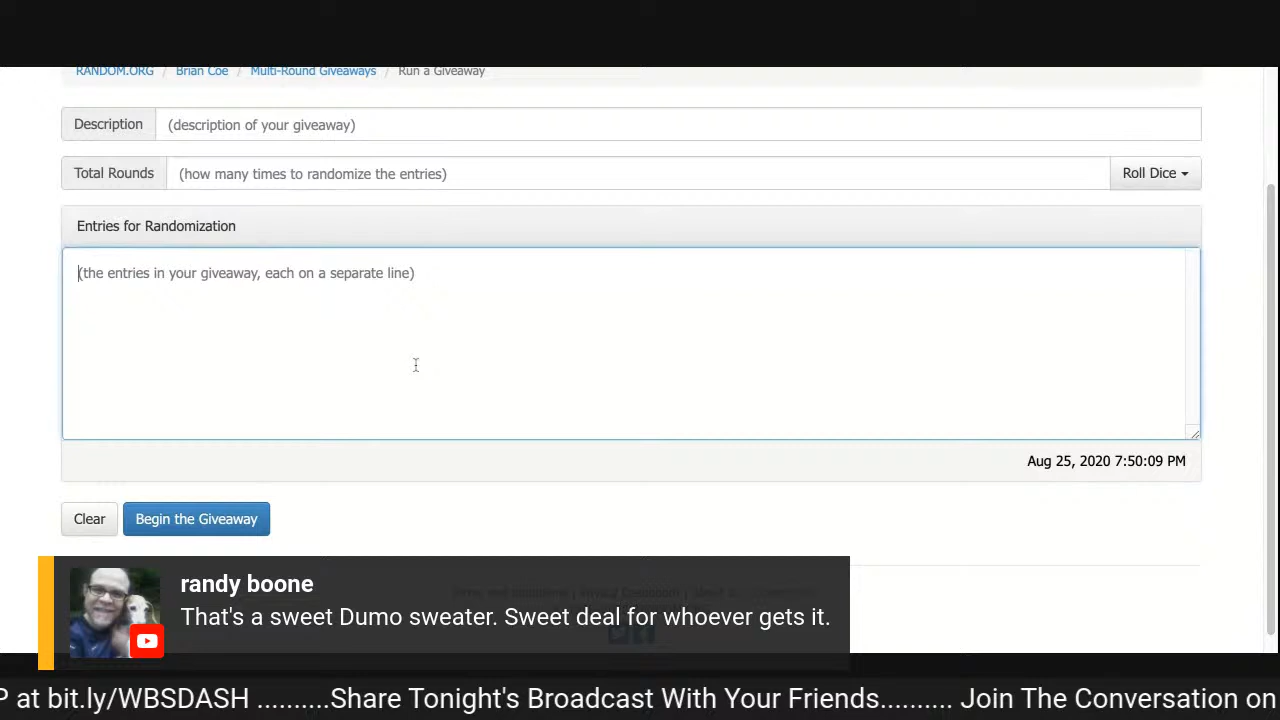 RANDOM.ORG / Brian Coe / Multi-Round Giveaways / Run a Giveaway
Description (description of your giveaway)
Total Rounds (how many times to randomize the entries) Roll Dice
Entries for Randomization
(the entries in your giveaway, each on a separate line)
Aug 25, 2020 7:50:09 PM
Clear Begin the Giveaway
randy boone
That's a sweet Dumo sweater. Sweet deal for whoever gets it.
P at bit.ly/WBSDASH ..........Share Tonight's Broadcast With Your Friends.......... Join The Conversation on